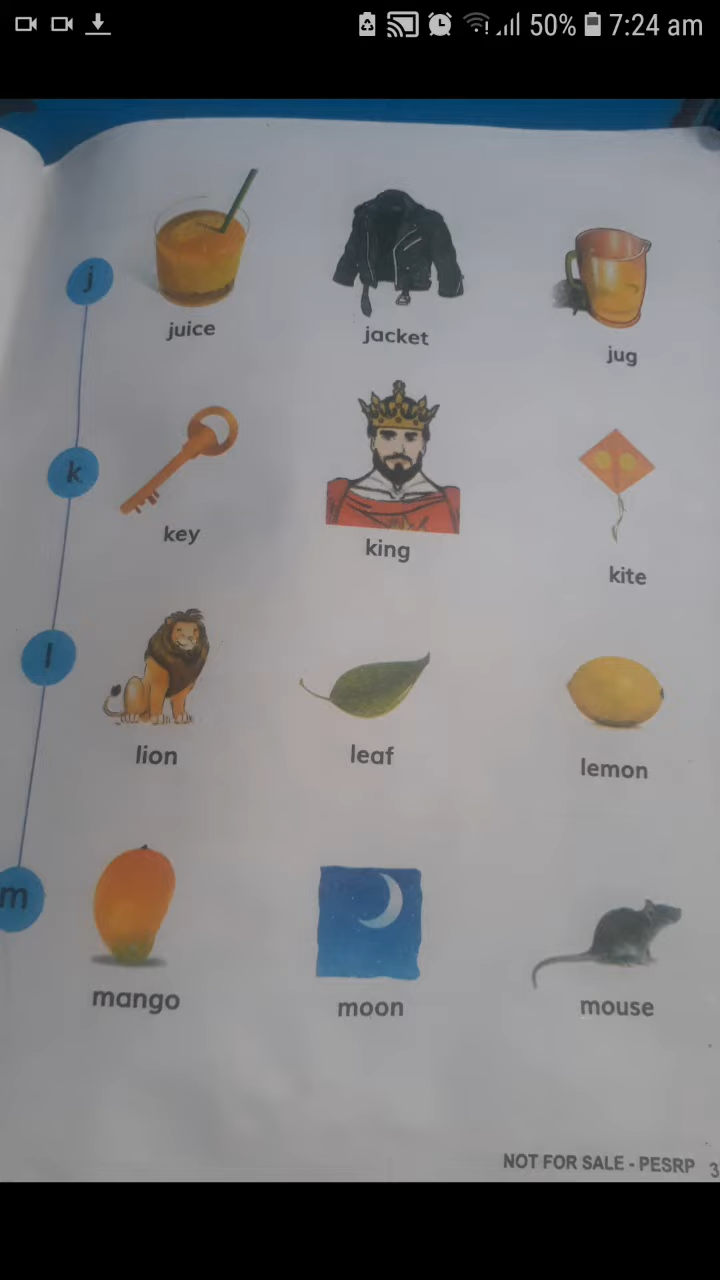 50% 7:24 am
j
juice jacket jug
k
key king kite
l
lion leaf lemon
m
mango moon mouse
NOT FOR SALE - PESRP 3